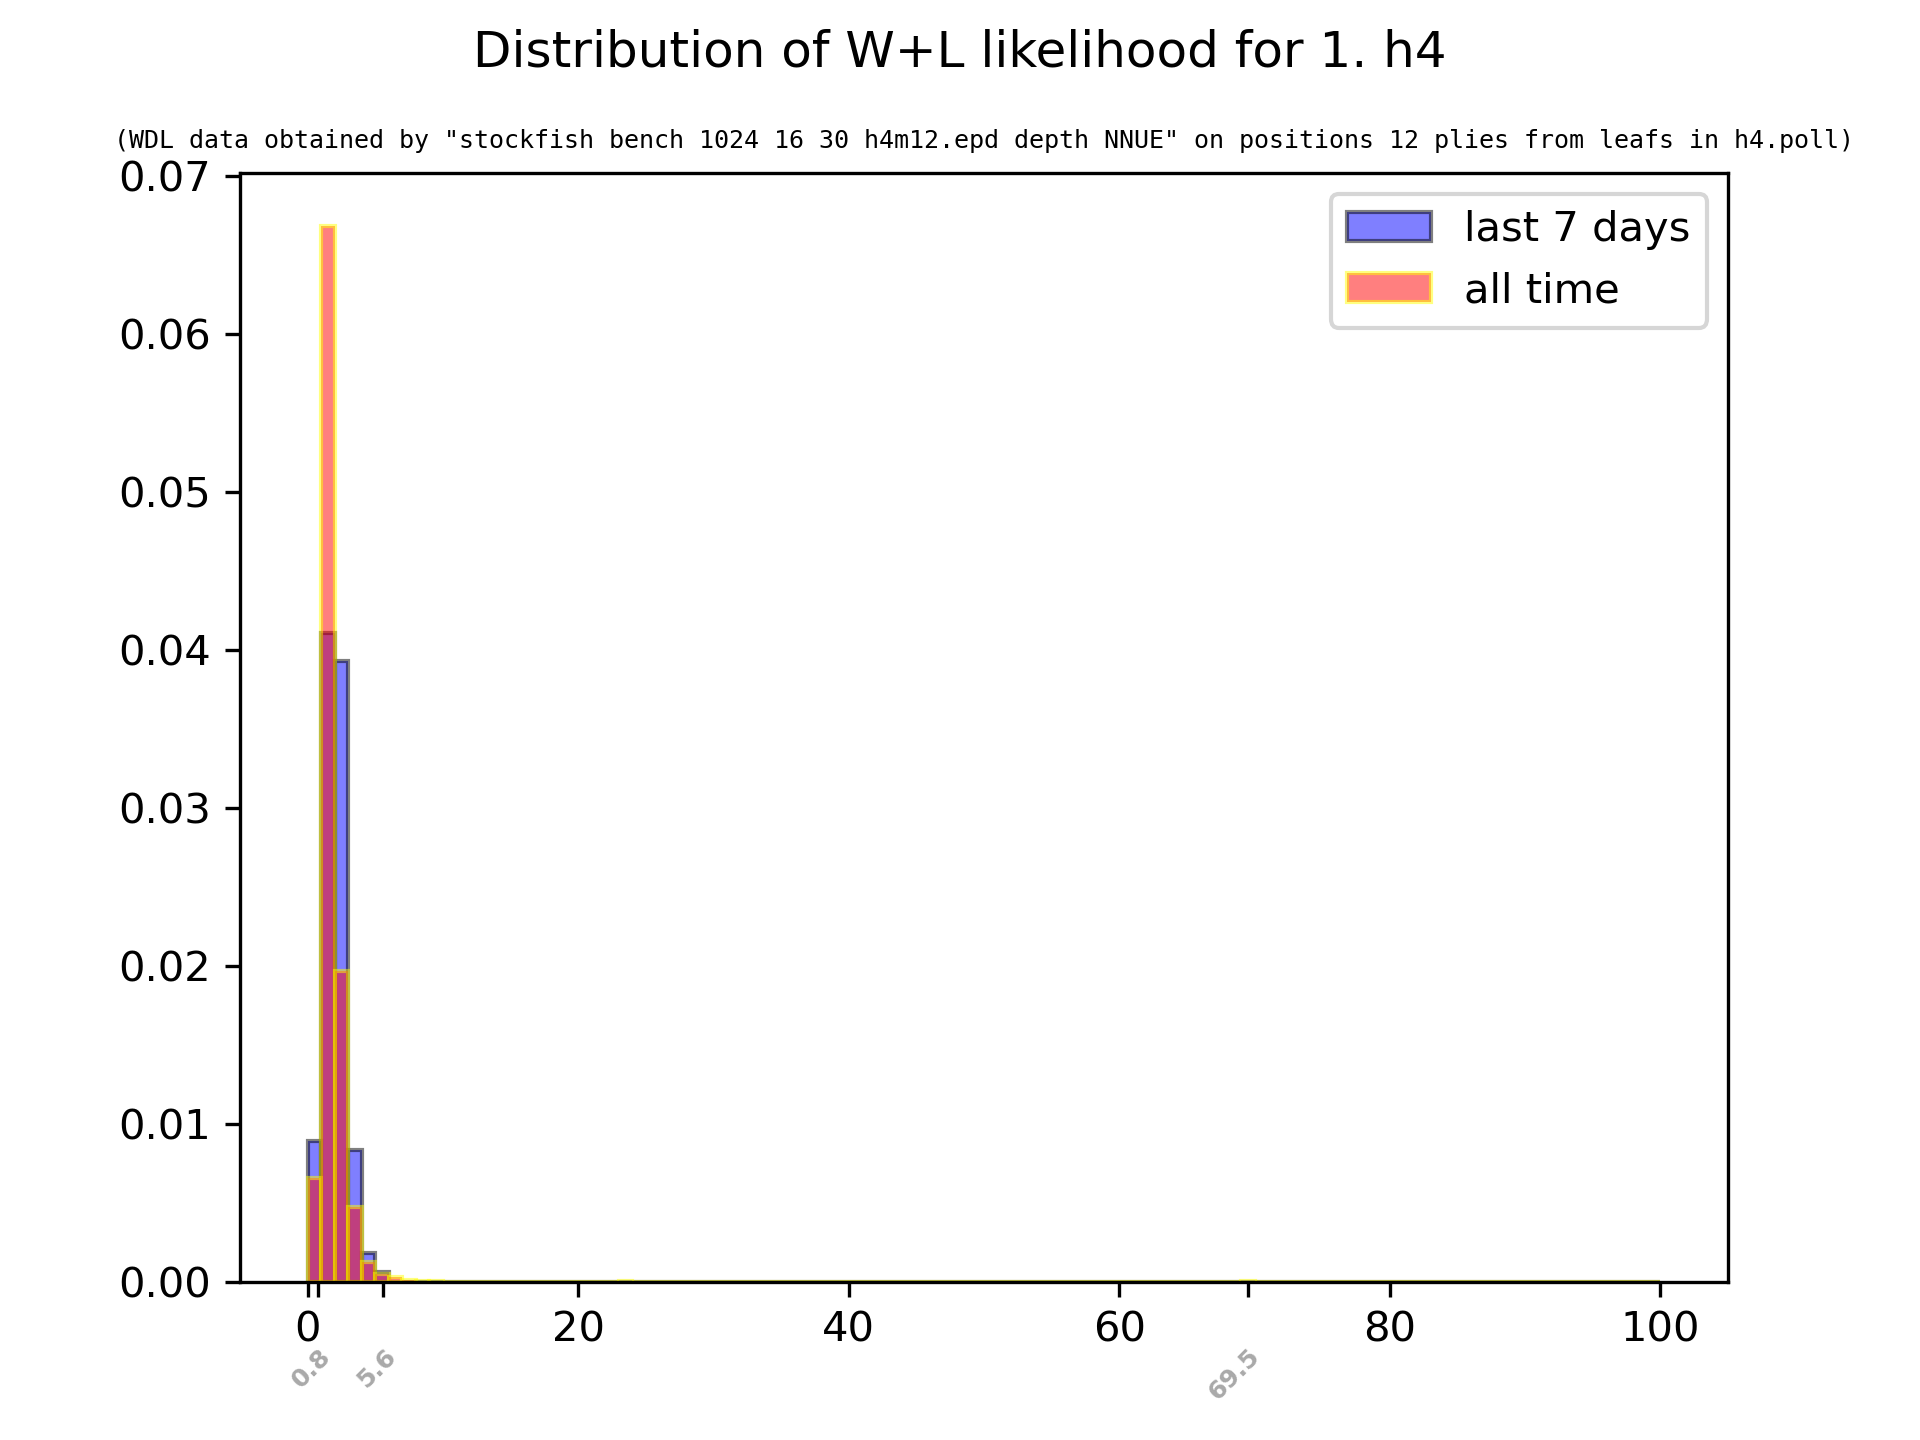 Distribution of W+L likelihood for 1. h4
(WDL data obtained by "stockfish bench 1024 16 30 h4m12.epd depth NNUE" on positions 12 plies from leafs in h4.poll)
last 7 days
all time
0.07
0.06
0.05
0.04
0.03
0.02
0.01
0.00
0 20 40 60 80 100
0.8 5.6 69.5